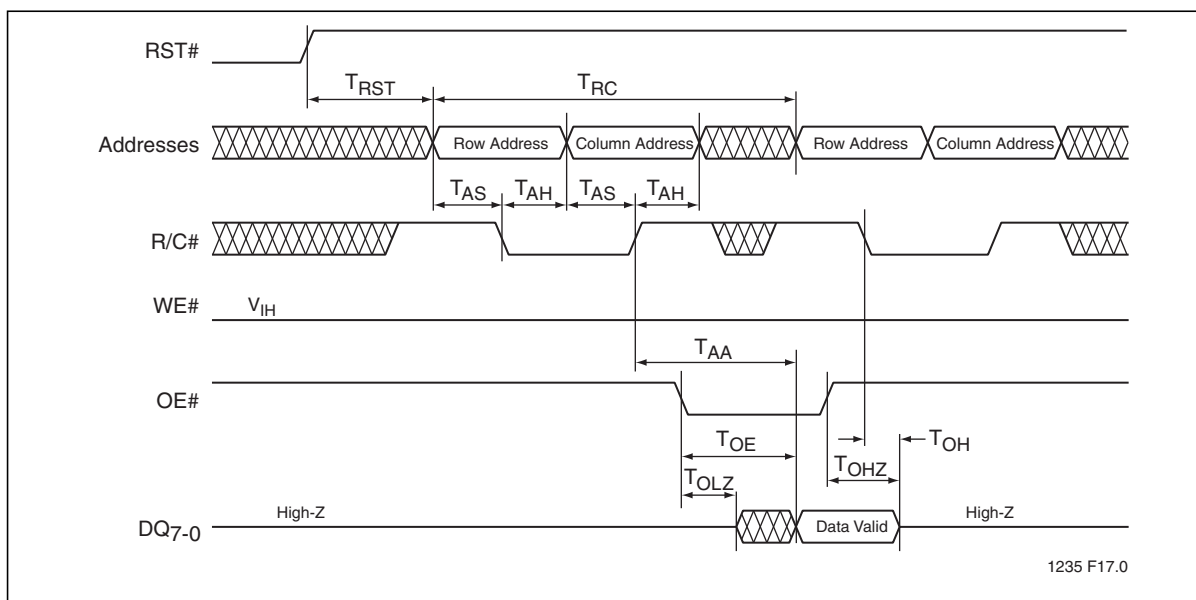 RST#
TRST TRC
Addresses Row Address Column Address Row Address Column Address
TAS TAH TAS TAH
R/C#
WE# VIH
TAA
OE#
TOE TOH
TOHZ
TOLZ
DQ7-0 High-Z Data Valid High-Z
1235 F17.0